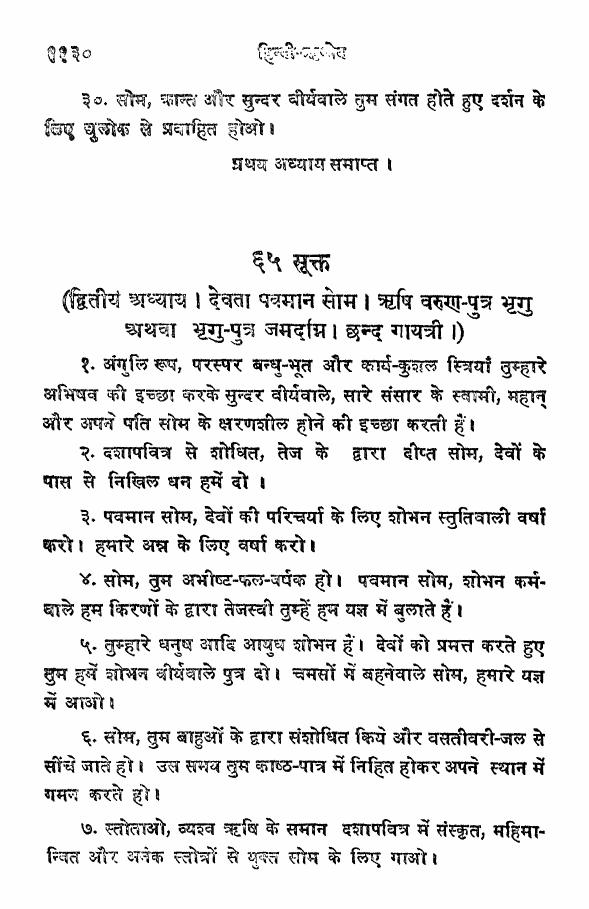 ११३० हिन्दी-ऋग्वेद
३०. सोम, कान्त और सुन्दर वीर्यवाले तुम संगत होते हुए दर्शन के
लिए द्युलोक से प्रवाहित होओ।
प्रथम अध्याय समाप्त ।
६५ सूक्त
(द्वितीय अध्याय । देवता पवमान सोम । ऋषि वरुण-पुत्र भृगु
अथवा भृगु-पुत्र जमदग्नि । छन्द गायत्री ।)
१. अंगुलि रूप, परस्पर बन्धु-भूत और कार्य-कुशल स्त्रियाँ तुम्हारे
अभिषव की इच्छा करके सुन्दर वीर्यवाले, सारे संसार के स्वामी, महान्
और अपने पति सोम के क्षरणशील होने की इच्छा करती हैं।
२. दशापवित्र से शोधित, तेज के द्वारा दीप्त सोम, देवों के
पास से निखिल धन हमें दो ।
३. पवमान सोम, देवों की परिचर्या के लिए शोभन स्तुतिवाली वर्षा
करो। हमारे अन्न के लिए वर्षा करो।
४. सोम, तुम अभीष्ट-फल-वर्षक हो। पवमान सोम, शोभन कर्म-
वाले हम किरणों के द्वारा तेजस्वी तुम्हें हम यज्ञ में बुलाते हैं।
५. तुम्हारे धनुष आदि आयुध शोभन हैं। देवों को प्रमत्त करते हुए
तुम हमें शोभन वीर्यवाले पुत्र दो। चमसों में बहनेवाले सोम, हमारे यज्ञ
में आओ।
६. सोम, तुम बाहुओं के द्वारा संशोधित किये और वसतीवरी-जल से
सींचे जाते हो। उस समय तुम काष्ठ-पात्र में निहित होकर अपने स्थान में
गमन करते हो।
७. स्तोताओ, व्यश्व ऋषि के समान दशापवित्र में संस्कृत, महिमा-
न्वित और अनेक स्तोत्रों से युक्त सोम के लिए गाओ।